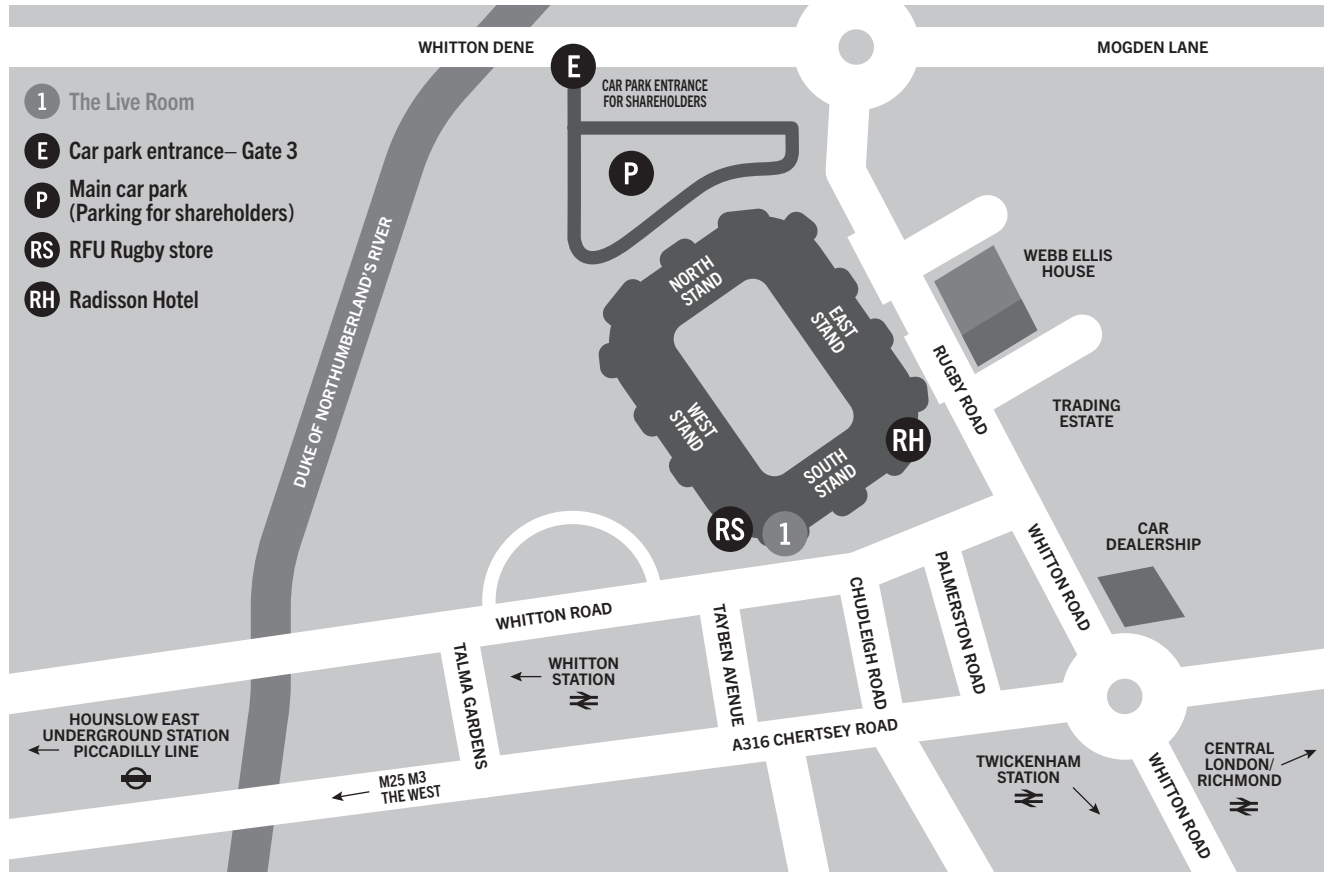 WHITTON DENE
MOGDEN LANE
E
CAR PARK ENTRANCE
FOR SHAREHOLDERS
1 The Live Room
E Car park entrance– Gate 3
P Main car park
(Parking for shareholders)
RS RFU Rugby store
RH Radisson Hotel
P
DUKE OF NORTHUMBERLAND'S RIVER
NORTH
STAND
EAST
STAND
WEST
STAND
SOUTH
STAND
RH
RS
1
WEBB ELLIS
HOUSE
RUGBY ROAD
TRADING
ESTATE
CAR
DEALERSHIP
WHITTON ROAD
WHITTON ROAD
TALMA GARDENS
WHITTON
STATION
TAYBEN AVENUE
CHUDLEIGH ROAD
PALMERSTON ROAD
HOUNSLOW EAST
UNDERGROUND STATION
PICCADILLY LINE
A316 CHERTSEY ROAD
M25 M3
THE WEST
TWICKENHAM
STATION
CENTRAL
LONDON/
RICHMOND
WHITTON ROAD